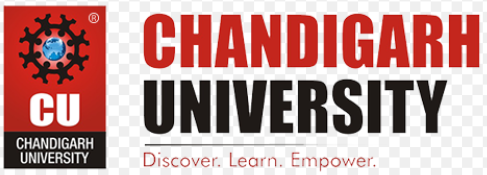 ®
CU
CHANDIGARH
UNIVERSITY
CHANDIGARH
UNIVERSITY
Discover. Learn. Empower.